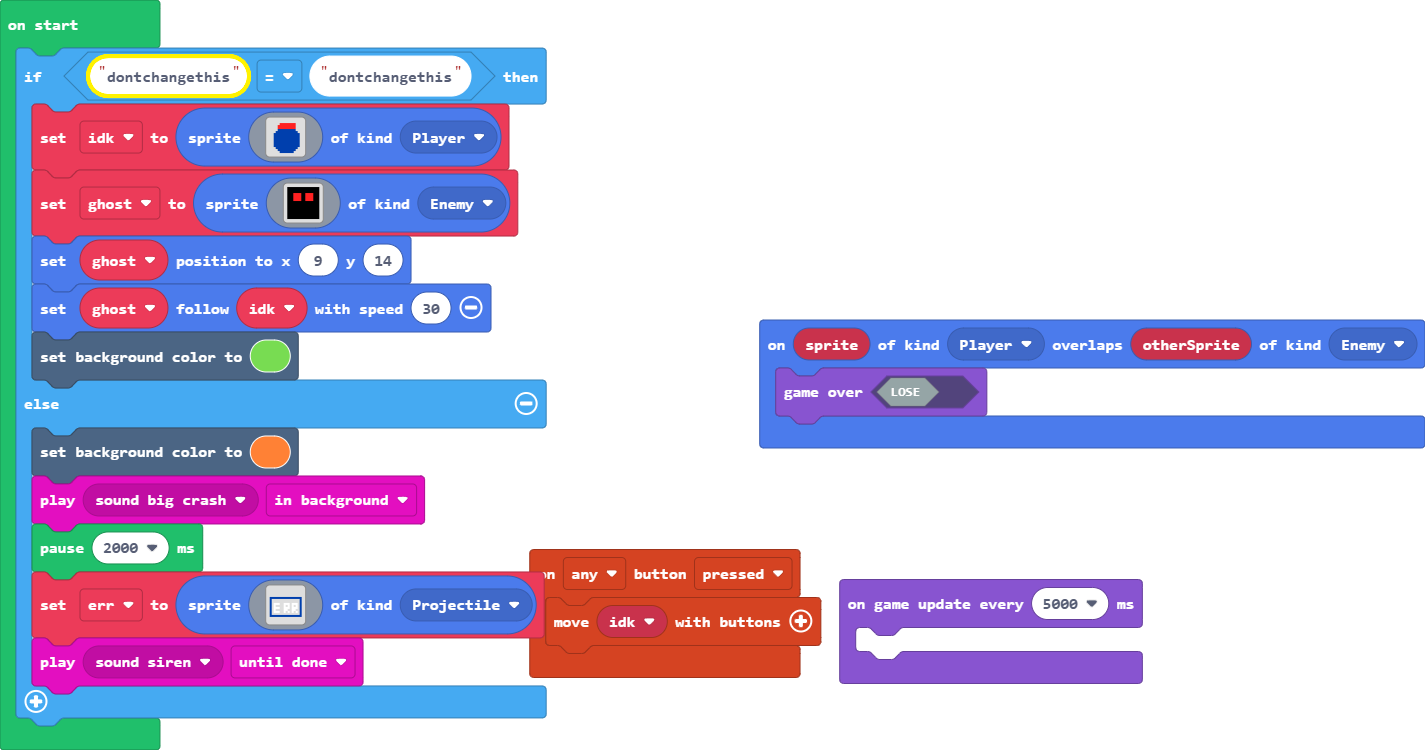 on start
if "dontchangethis" = "dontchangethis" then
set idk to sprite of kind Player
set ghost to sprite of kind Enemy
set ghost position to x 9 y 14
set ghost follow idk with speed 30
set background color to
else
set background color to
play sound big crash in background
pause 2000 ms
set err to sprite ERR of kind Projectile
play sound siren until done
on any button pressed
move idk with buttons
on sprite of kind Player overlaps otherSprite of kind Enemy
game over LOSE
on game update every 5000 ms